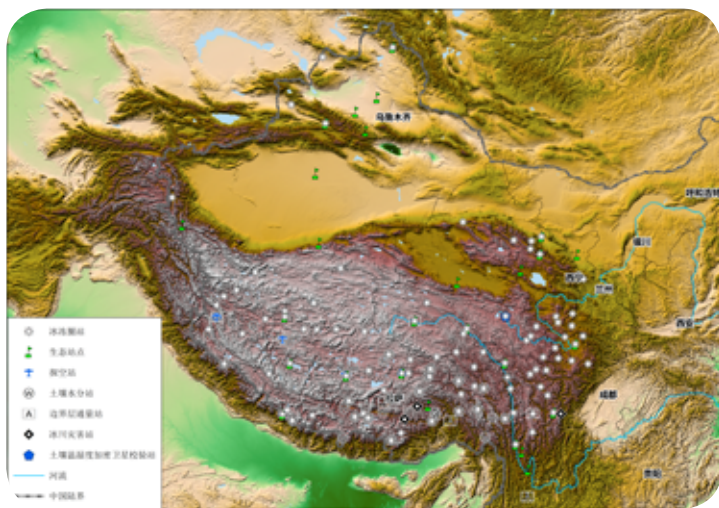 乌鲁木齐
呼和浩特
银川
西宁
兰州
西安
成都
贵阳
冰冻圈站
生态站点
探空站
W 土壤水分站
A 边界层通量站
冰川灾害站
土壤温湿度加密卫星校验站
河流
中国陆界